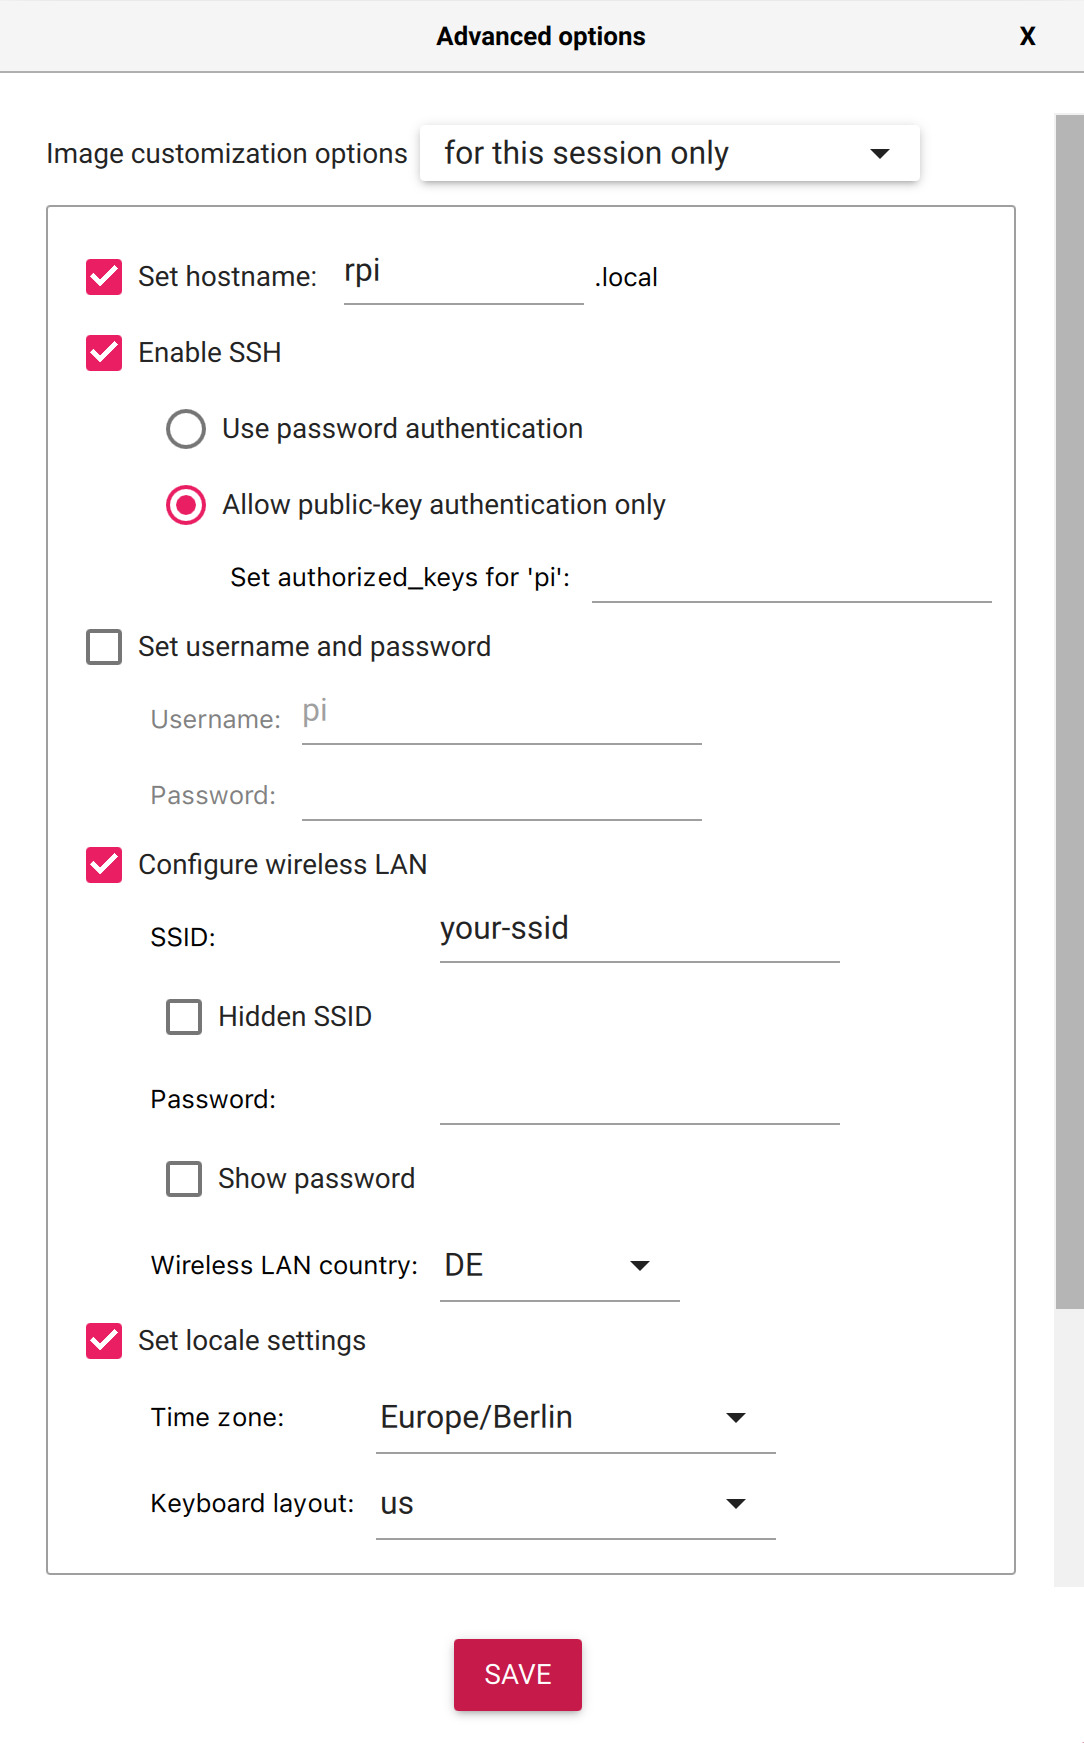 Advanced options X
Image customization options for this session only
Set hostname: rpi .local
Enable SSH
Use password authentication
Allow public-key authentication only
Set authorized_keys for 'pi':
Set username and password
Username: pi
Password:
Configure wireless LAN
SSID: your-ssid
Hidden SSID
Password:
Show password
Wireless LAN country: DE
Set locale settings
Time zone: Europe/Berlin
Keyboard layout: us
SAVE